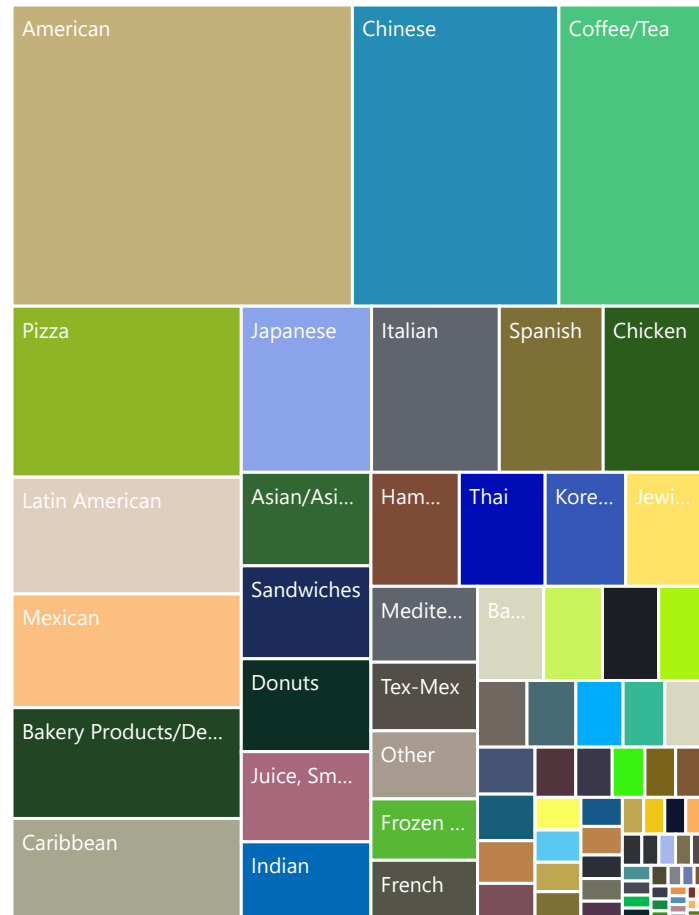 American
Chinese
Coffee/Tea
Pizza
Japanese
Italian
Spanish
Chicken
Latin American
Asian/Asi...
Ham...
Thai
Kore...
Jewi...
Mexican
Sandwiches
Medite...
Ba...
Donuts
Tex-Mex
Bakery Products/De...
Other
Juice, Sm...
Frozen ...
Caribbean
Indian
French